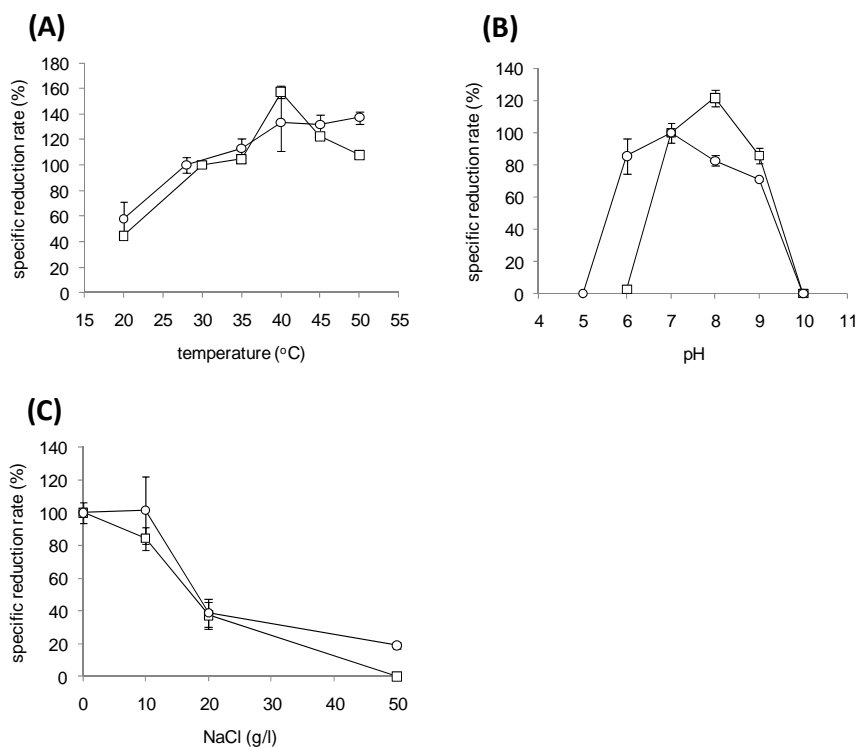 (A)
specific reduction rate (%)
160
180
140
120
100
80
60
40
20
0
15 20 25 30 35 40 45 50 55
temperature (°C)
(B)
specific reduction rate (%)
140
120
100
80
60
40
20
0
4 5 6 7 8 9 10 11
pH
(C)
specific reduction rate (%)
140
120
100
80
60
40
20
0
0 10 20 30 40 50
NaCl (g/l)